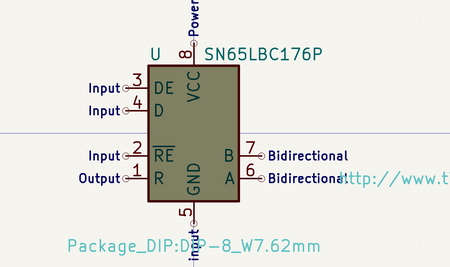 Power
U SN65LBC176P
8
VCC
Input 3 DE
Input 4 D
Input 2 RE B 7 Bidirectional
Output 1 R A 6 Bidirectional http://www.t
GND
5
input
Package_DIP:DIP-8_W7.62mm